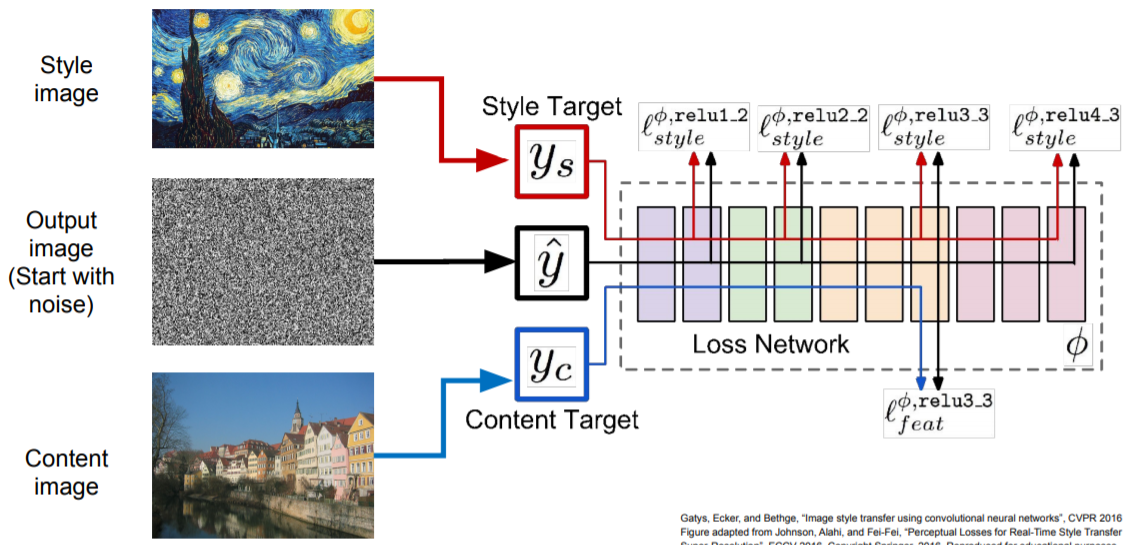 Style
image
Output
image
(Start with
noise)
Content
image
Style Target
y_s
ŷ
y_c
Content Target
ℓ^{ϕ,relu1_2}_{style}
ℓ^{ϕ,relu2_2}_{style}
ℓ^{ϕ,relu3_3}_{style}
ℓ^{ϕ,relu4_3}_{style}
Loss Network
ϕ
ℓ^{ϕ,relu3_3}_{feat}
Gatys, Ecker, and Bethge, “Image style transfer using convolutional neural networks”, CVPR 2016
Figure adapted from Johnson, Alahi, and Fei-Fei, “Perceptual Losses for Real-Time Style Transfer